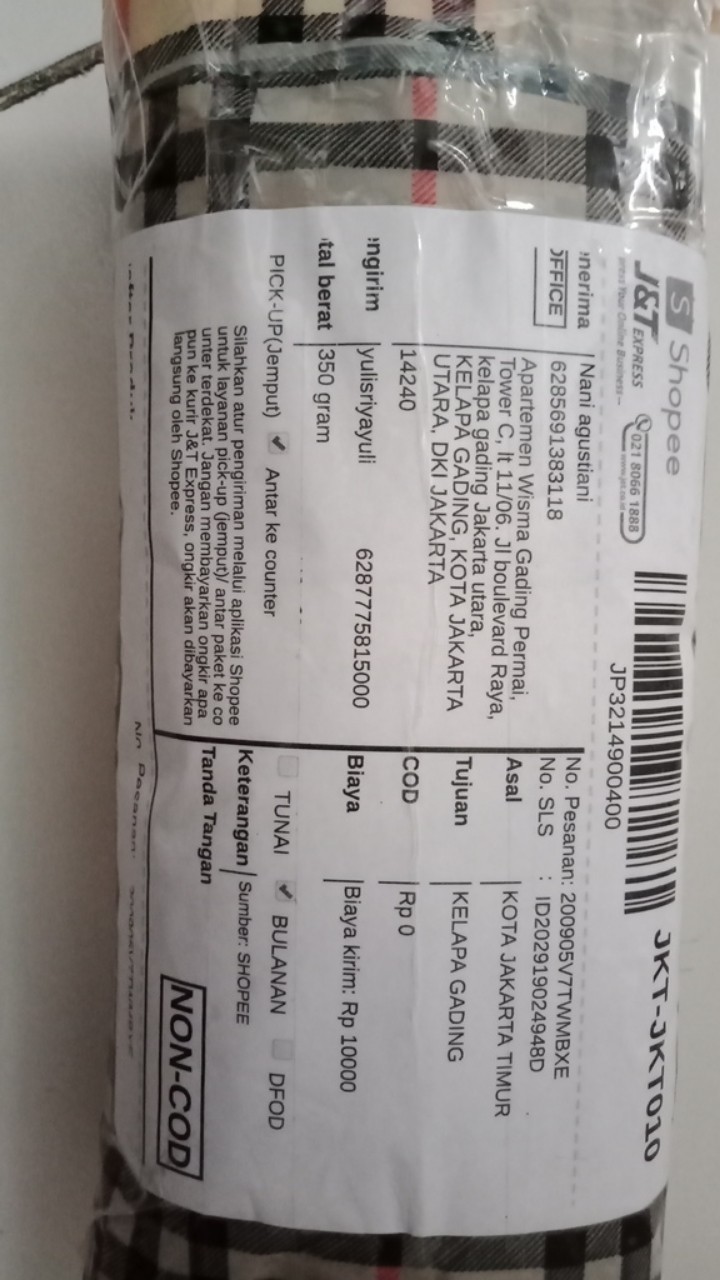 S Shopee
J&T EXPRESS
021 8066 1888
www.jet.co.id
Your Online Business
JKT-JKT010
JP3214900400
:nerima
Nani agustiani
6285691383118
OFFICE
Apartemen Wisma Gading Permai,
Tower C, lt 11/06. Jl boulevard Raya,
kelapa gading Jakarta utara,
KELAPA GADING, KOTA JAKARTA
UTARA, DKI JAKARTA
14240
:ngirim
yulisriyayuli 6287775815000
tal berat
350 gram
PICK-UP(Jemput) ✔ Antar ke counter
Silahkan atur pengiriman melalui aplikasi Shopee
untuk layanan pick-up (jemput)/ antar paket ke co
unter terdekat. Jangan membayarkan ongkir apa
pun ke kurir J&T Express, ongkir akan dibayarkan
langsung oleh Shopee.
No. Pesanan: 200905V7TWMBXE
No. SLS : ID202919024948D
Asal KOTA JAKARTA TIMUR
Tujuan KELAPA GADING
COD Rp 0
Biaya Biaya kirim: Rp 10000
TUNAI ✔ BULANAN DFOD
Keterangan Sumber: SHOPEE
Tanda Tangan
NON-COD
No. Pesanan: